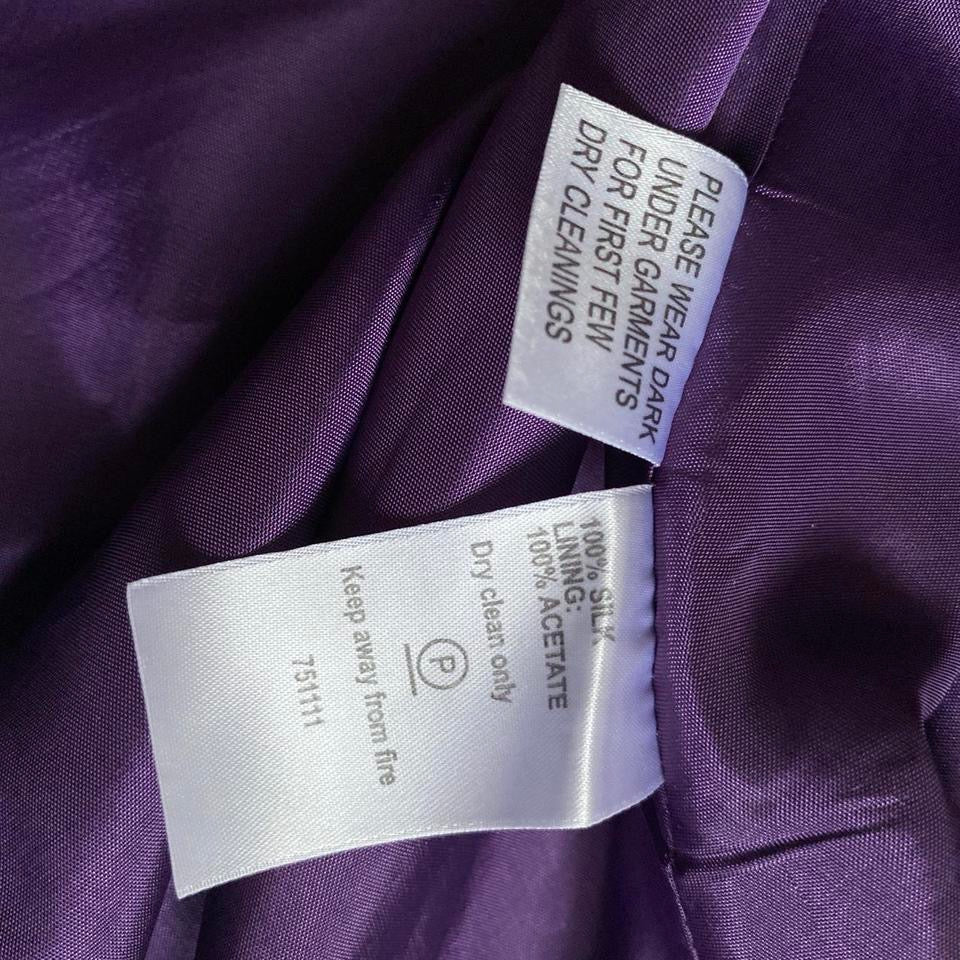 PLEASE WEAR DARK
UNDER GARMENTS
FOR FIRST FEW
DRY CLEANINGS
100% SILK
LINING:
100% ACETATE
Dry clean only
P
Keep away from fire
751111